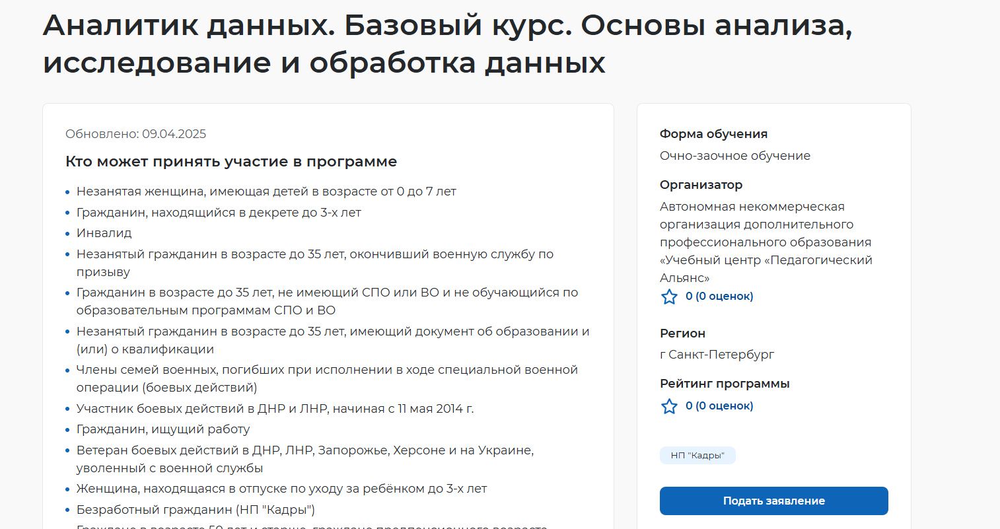 Аналитик данных. Базовый курс. Основы анализа,
исследование и обработка данных
Обновлено: 09.04.2025
Кто может принять участие в программе
Незанятая женщина, имеющая детей в возрасте от 0 до 7 лет
Гражданин, находящийся в декрете до 3-х лет
Инвалид
Незанятый гражданин в возрасте до 35 лет, окончивший военную службу по
призыву
Гражданин в возрасте до 35 лет, не имеющий СПО или ВО и не обучающийся по
образовательным программам СПО и ВО
Незанятый гражданин в возрасте до 35 лет, имеющий документ об образовании и
(или) о квалификации
Члены семей военных, погибших при исполнении в ходе специальной военной
операции (боевых действий)
Участник боевых действий в ДНР и ЛНР, начиная с 11 мая 2014 г.
Гражданин, ищущий работу
Ветеран боевых действий в ДНР, ЛНР, Запорожье, Херсоне и на Украине,
уволенный с военной службы
Женщина, находящаяся в отпуске по уходу за ребёнком до 3-х лет
Безработный гражданин (НП "Кадры")
Граждане в возрасте 50 лет и старше, граждане предпенсионного возраста
Форма обучения
Очно-заочное обучение
Организатор
Автономная некоммерческая
организация дополнительного
профессионального образования
«Учебный центр «Педагогический
Альянс»
0 (0 оценок)
Регион
г Санкт-Петербург
Рейтинг программы
0 (0 оценок)
НП "Кадры"
Подать заявление